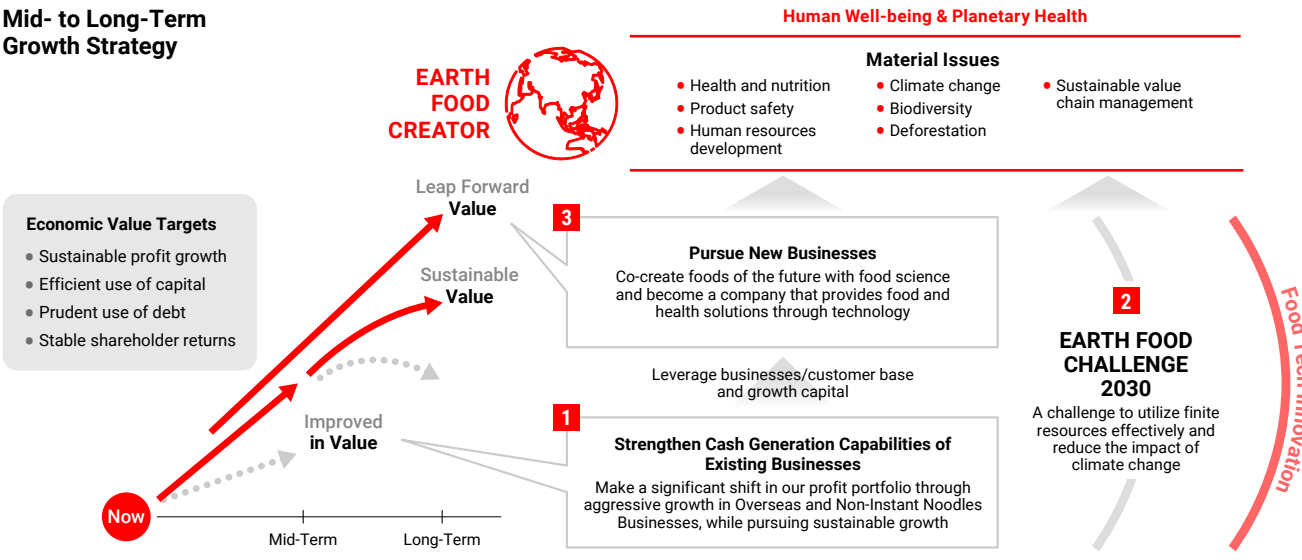 Mid- to Long-Term
Growth Strategy
Human Well-being & Planetary Health
EARTH
FOOD
CREATOR
Material Issues
• Health and nutrition
• Product safety
• Human resources
development
• Climate change
• Biodiversity
• Deforestation
• Sustainable value
chain management
Economic Value Targets
• Sustainable profit growth
• Efficient use of capital
• Prudent use of debt
• Stable shareholder returns
Leap Forward
Value
Sustainable
Value
Improved
in Value
Now
Mid-Term
Long-Term
3
Pursue New Businesses
Co-create foods of the future with food science
and become a company that provides food and
health solutions through technology
Leverage businesses/customer base
and growth capital
1
Strengthen Cash Generation Capabilities of
Existing Businesses
Make a significant shift in our profit portfolio through
aggressive growth in Overseas and Non-Instant Noodles
Businesses, while pursuing sustainable growth
2
EARTH FOOD
CHALLENGE
2030
A challenge to utilize finite
resources effectively and
reduce the impact of
climate change
Food Tech Innovation